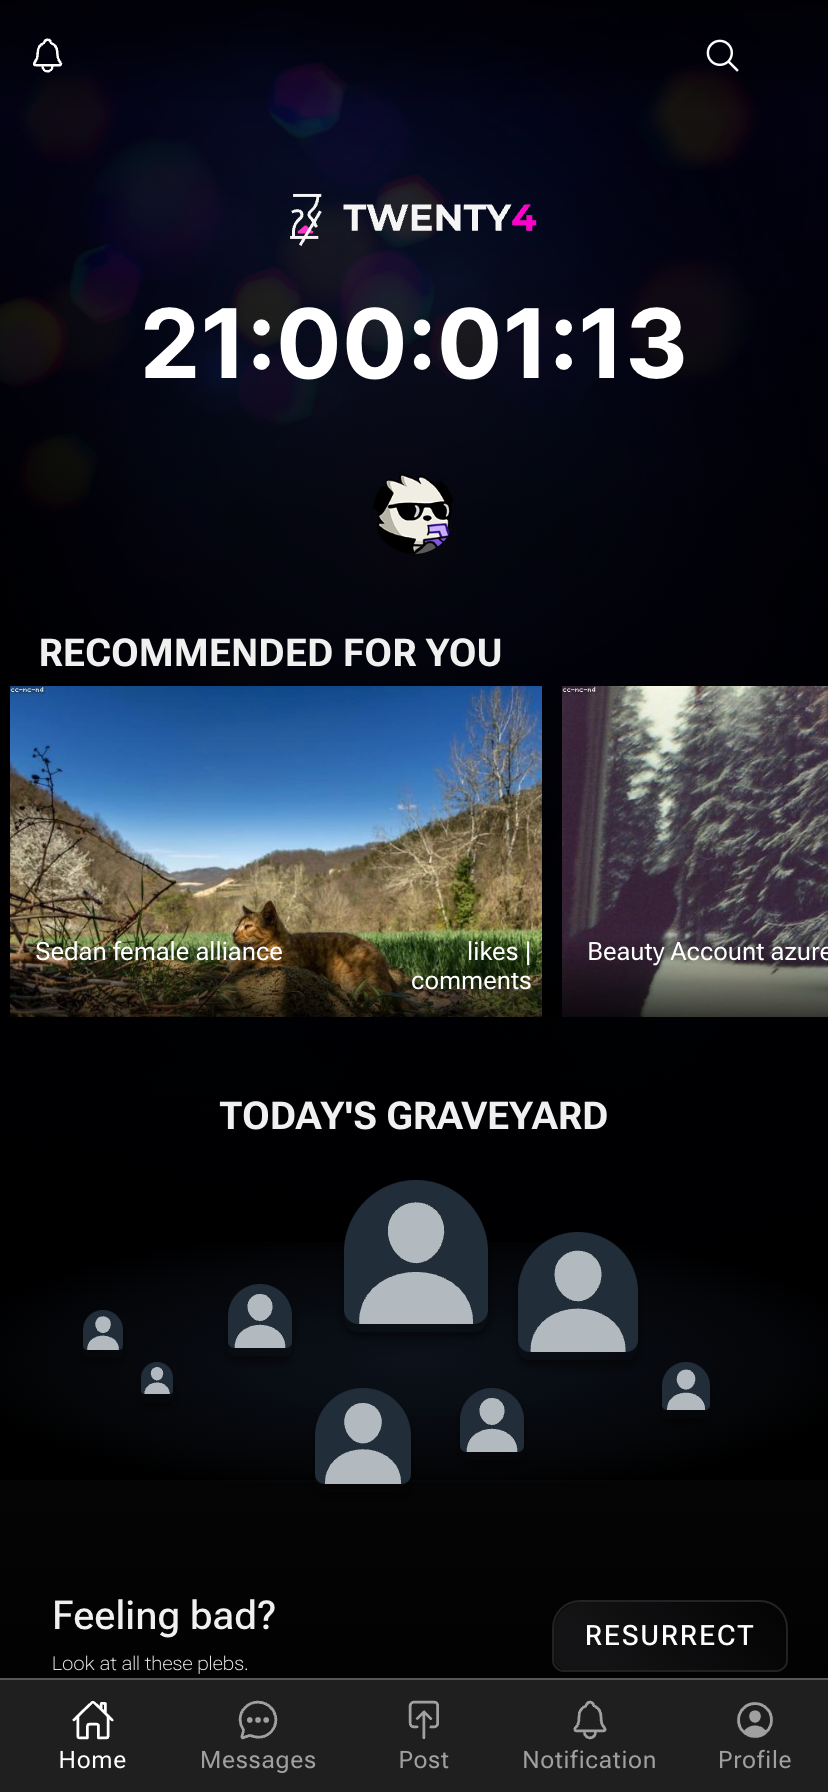 TWENTY4
21:00:01:13
RECOMMENDED FOR YOU
cc-nc-nd
cc-nc-nd
Sedan female alliance
likes |
comments
Beauty Account azure
TODAY'S GRAVEYARD
Feeling bad?
Look at all these plebs.
RESURRECT
Home
Messages
Post
Notification
Profile